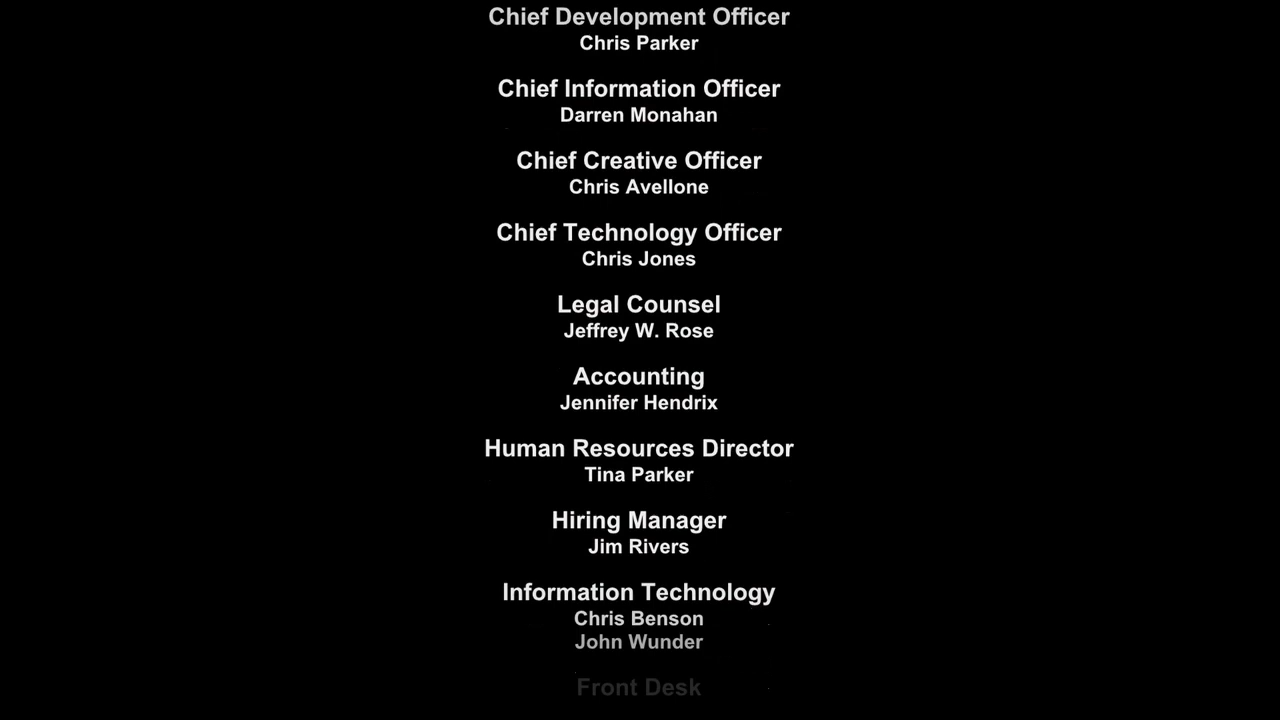 Chief Development Officer
Chris Parker
Chief Information Officer
Darren Monahan
Chief Creative Officer
Chris Avellone
Chief Technology Officer
Chris Jones
Legal Counsel
Jeffrey W. Rose
Accounting
Jennifer Hendrix
Human Resources Director
Tina Parker
Hiring Manager
Jim Rivers
Information Technology
Chris Benson
John Wunder
Front Desk